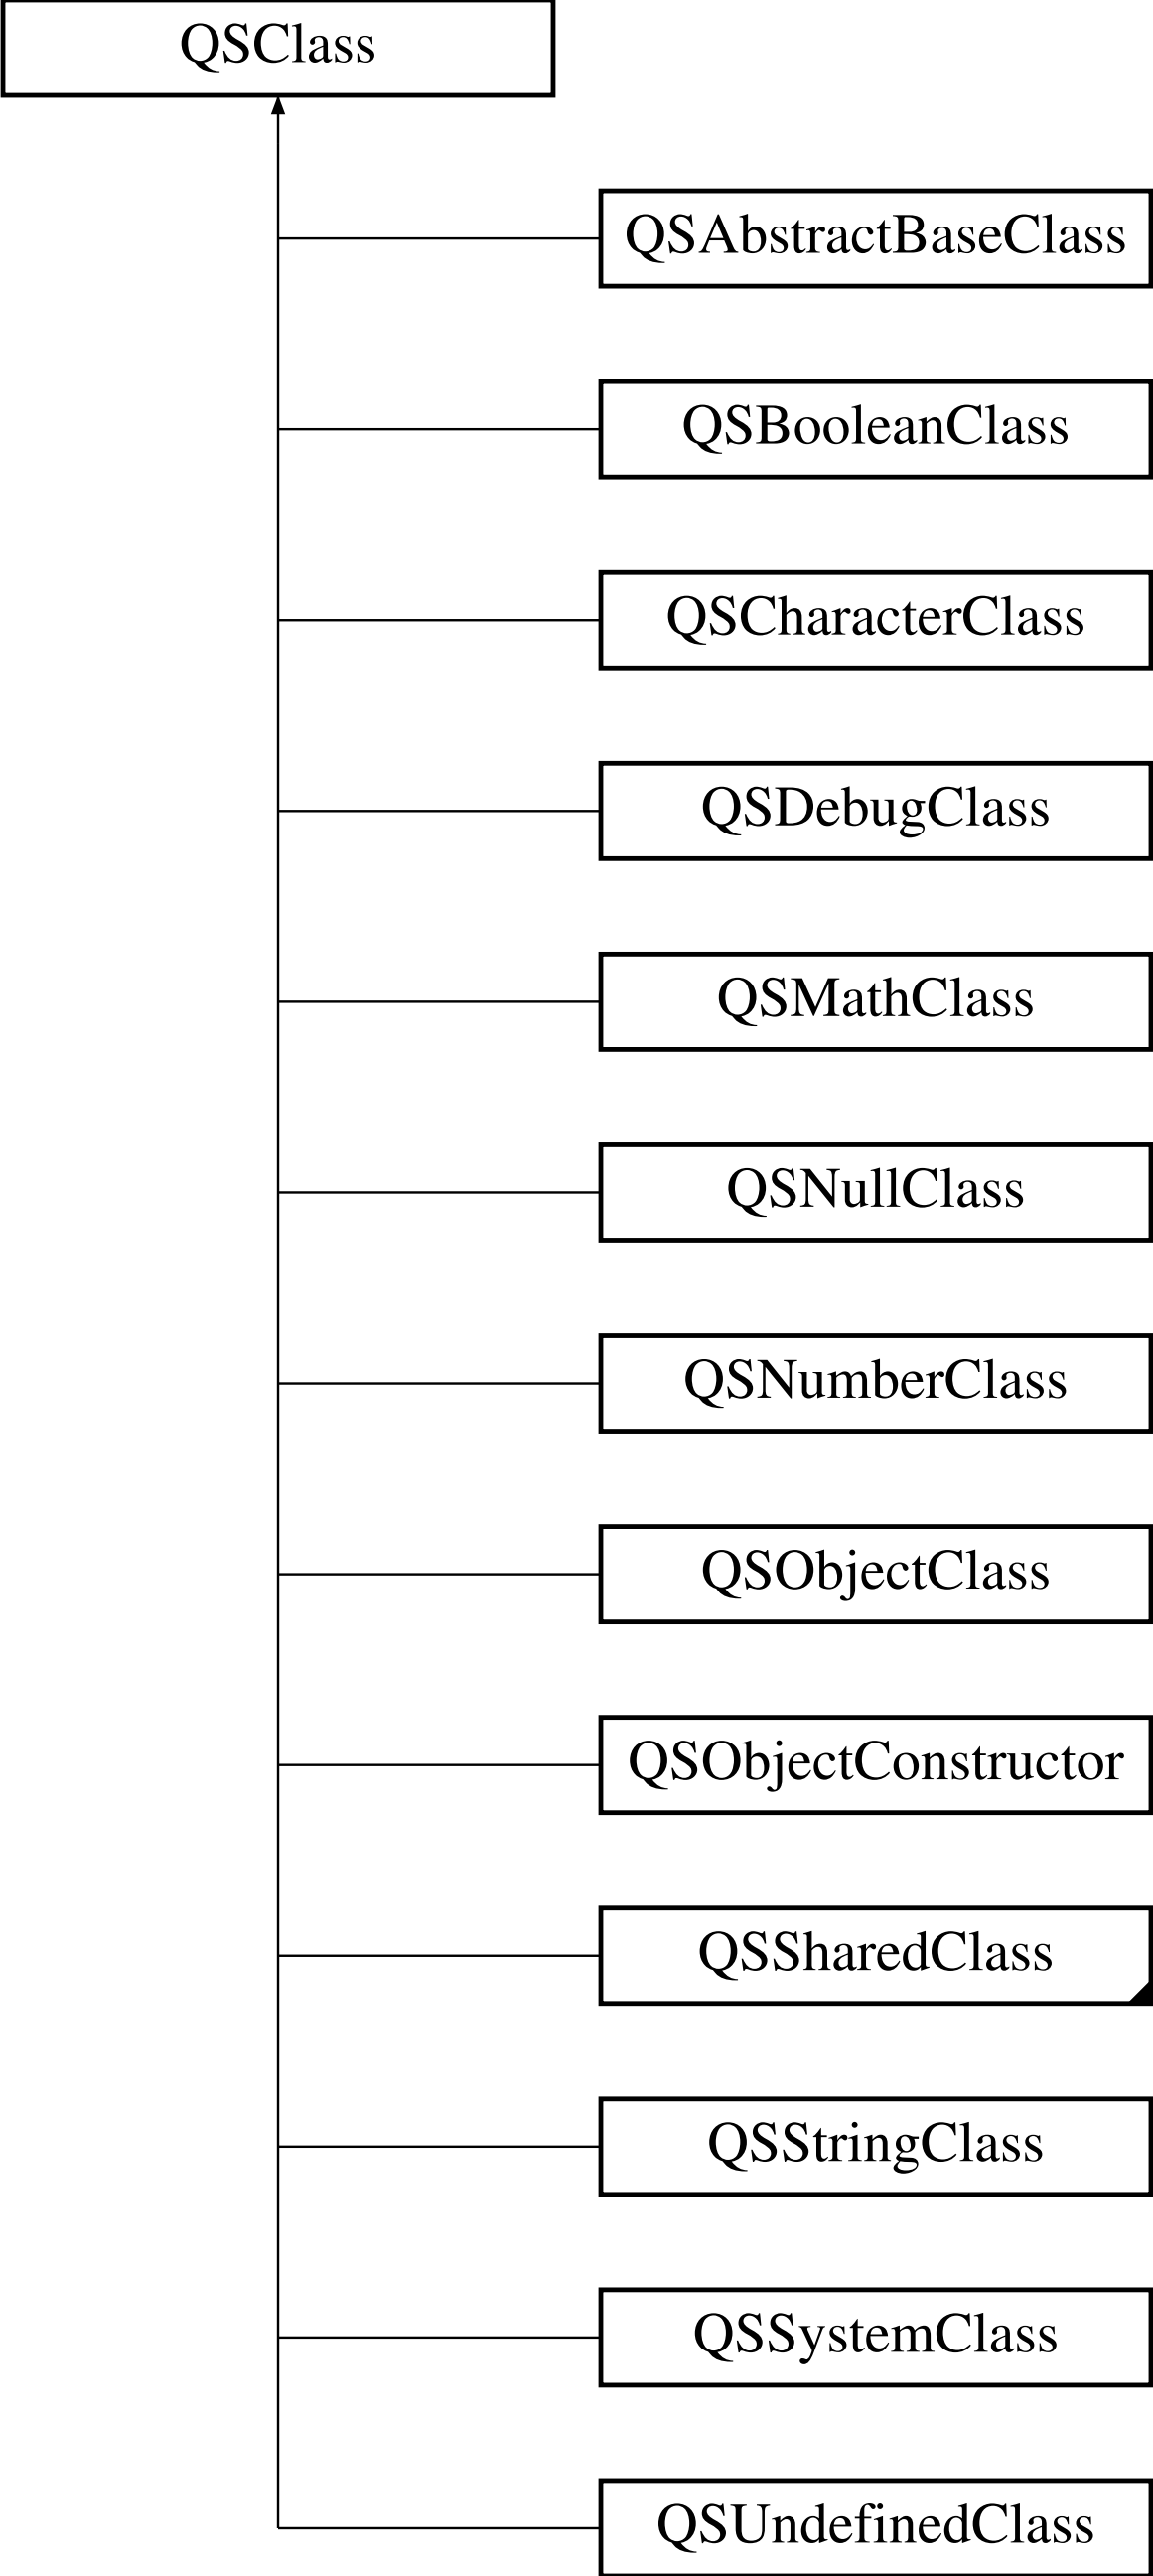 QSClass
QSAbstractBaseClass
QSBooleanClass
QSCharacterClass
QSDebugClass
QSMathClass
QSNullClass
QSNumberClass
QSObjectClass
QSObjectConstructor
QSSharedClass
QSStringClass
QSSystemClass
QSUndefinedClass